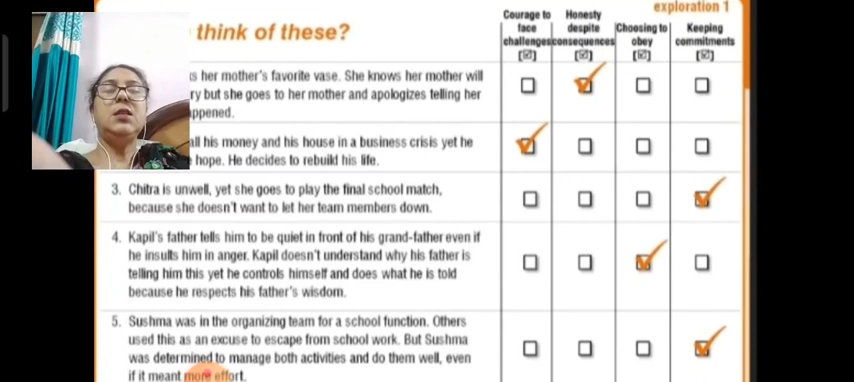 exploration 1
think of these?
Courage to face challenges
Honesty despite consequences
Choosing to obey
Keeping commitments
her mother's favorite vase. She knows her mother will
but she goes to her mother and apologizes telling her
all his money and his house in a business crisis yet he
hope. He decides to rebuild his life.
3. Chitra is unwell, yet she goes to play the final school match,
because she doesn't want to let her team members down.
4. Kapil's father tells him to be quiet in front of his grand-father even if
he insults him in anger. Kapil doesn't understand why his father is
telling him this yet he controls himself and does what he is told
because he respects his father's wisdom.
5. Sushma was in the organizing team for a school function. Others
used this as an excuse to escape from school work. But Sushma
was determined to manage both activities and do them well, even
if it meant more effort.